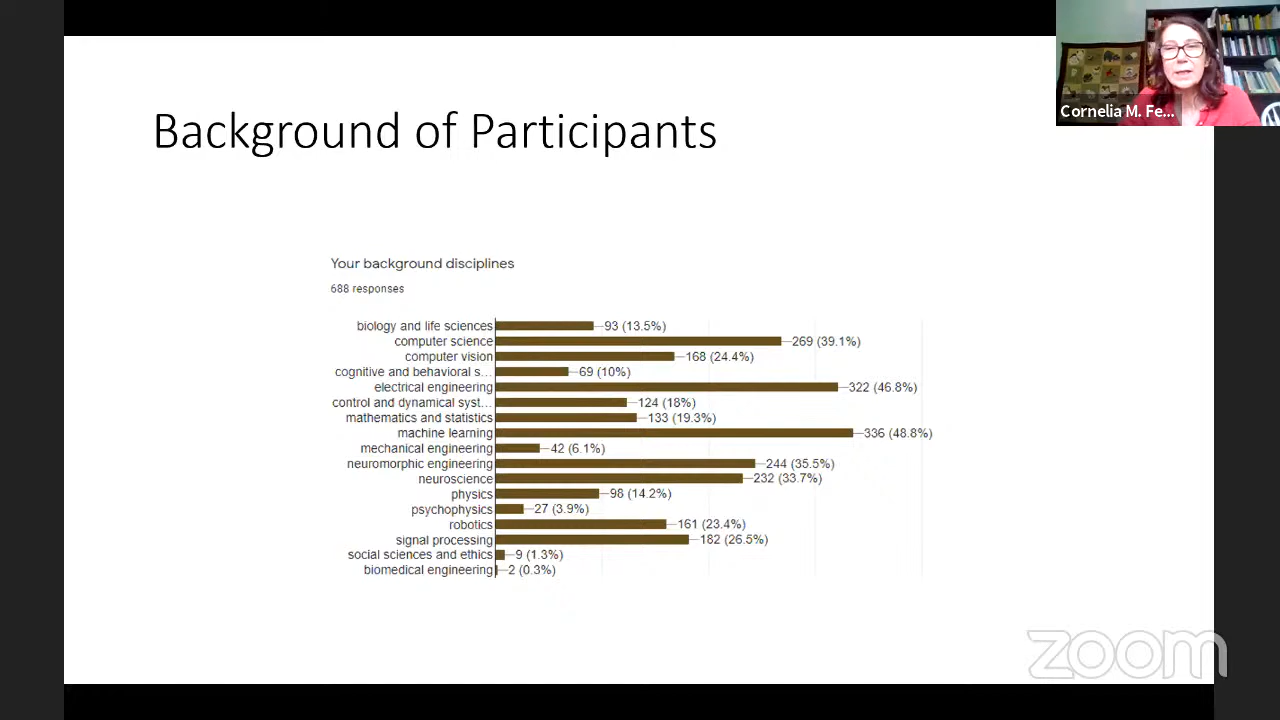 Cornelia M. Fe...
Background of Participants
Your background disciplines
688 responses
biology and life sciences 93 (13.5%)
computer science 269 (39.1%)
computer vision 168 (24.4%)
cognitive and behavioral s... 69 (10%)
electrical engineering 322 (46.8%)
control and dynamical syst... 124 (18%)
mathematics and statistics 133 (19.3%)
machine learning 336 (48.8%)
mechanical engineering 42 (6.1%)
neuromorphic engineering 244 (35.5%)
neuroscience 232 (33.7%)
physics 98 (14.2%)
psychophysics 27 (3.9%)
robotics 161 (23.4%)
signal processing 182 (26.5%)
social sciences and ethics 9 (1.3%)
biomedical engineering 2 (0.3%)
zoom